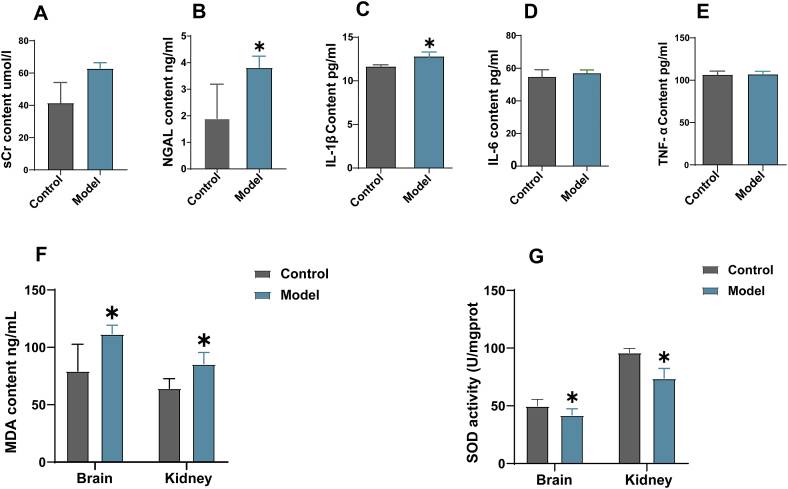 A
sCr content umol/l
80
60
40
20
0
Control
Model
B
NGAL content ng/ml
5
4
3
2
1
0
*
Control
Model
C
IL-1β Content pg/ml
15
10
5
0
*
Control
Model
D
IL-6 content pg/ml
80
60
40
20
0
Control
Model
E
TNF- α Content pg/ml
150
100
50
0
Control
Model
F
Control
Model
MDA content ng/mL
150
100
50
0
*
*
Brain
Kidney
G
Control
Model
SOD activity (U/mgprot
150
100
50
0
*
*
Brain
Kidney